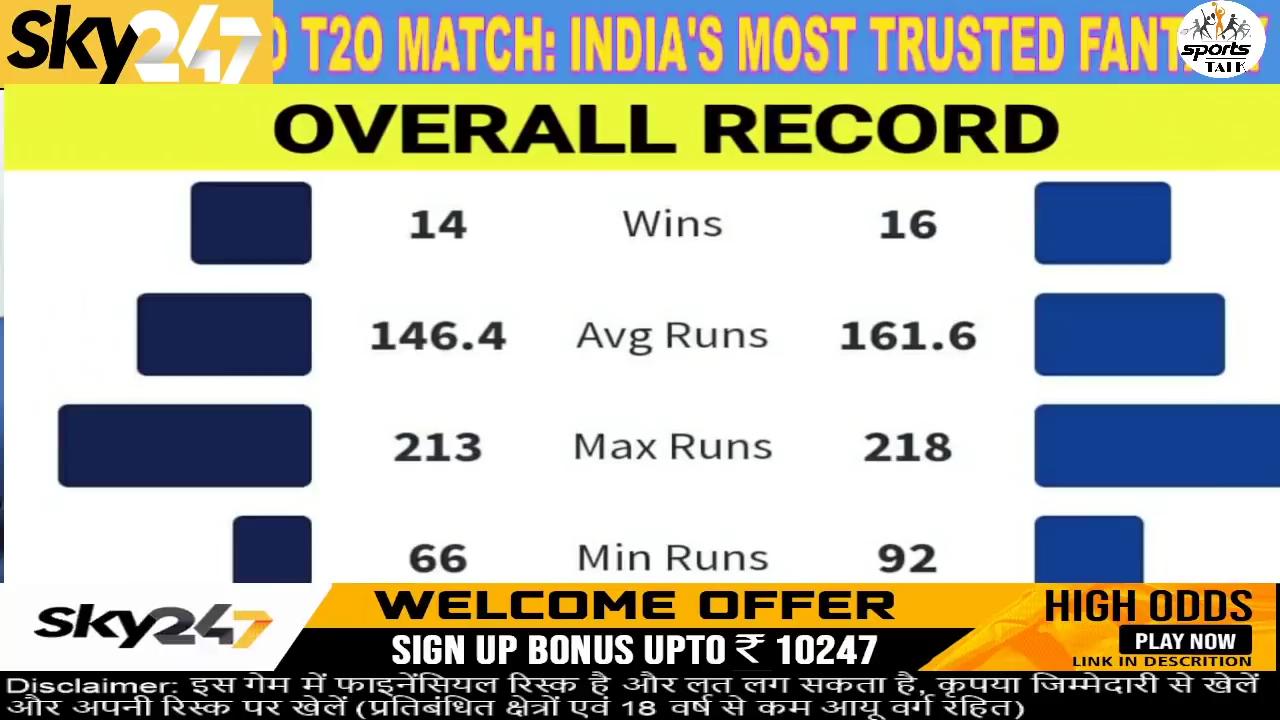 sky247
T20 MATCH: INDIA'S MOST TRUSTED
sports
TALK
OVERALL RECORD
14 Wins 16
146.4 Avg Runs 161.6
213 Max Runs 218
66 Min Runs 92
sky247
WELCOME OFFER
SIGN UP BONUS UPTO ₹ 10247
HIGH ODDS
PLAY NOW
LINK IN DESCRITION
Disclaimer: इस गेम में फाइनेंसियल रिस्क है और लत लग सकता है, कृपया जिम्मेदारी से खेलें
और अपनी रिस्क पर खेलें (प्रतिबंधित क्षेत्रों एवं 18 वर्ष से कम आयू वर्ग रहित)